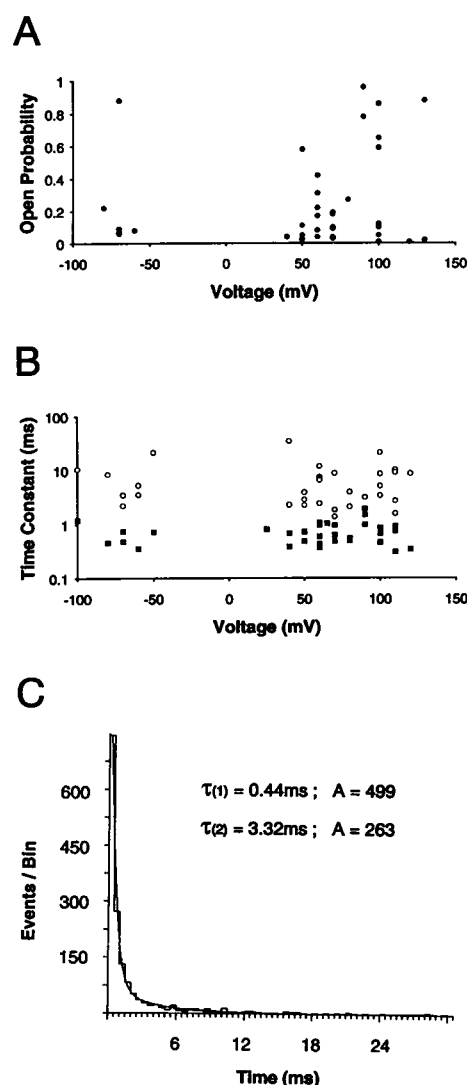 A
Open Probability
1
0.8
0.6
0.4
0.2
0
-100 -50 0 50 100 150
Voltage (mV)
B
Time Constant (ms)
100
10
1
0.1
-100 -50 0 50 100 150
Voltage (mV)
C
Events / Bin
600
450
300
150
τ(1) = 0.44ms ; A = 499
τ(2) = 3.32ms ; A = 263
6 12 18 24
Time (ms)